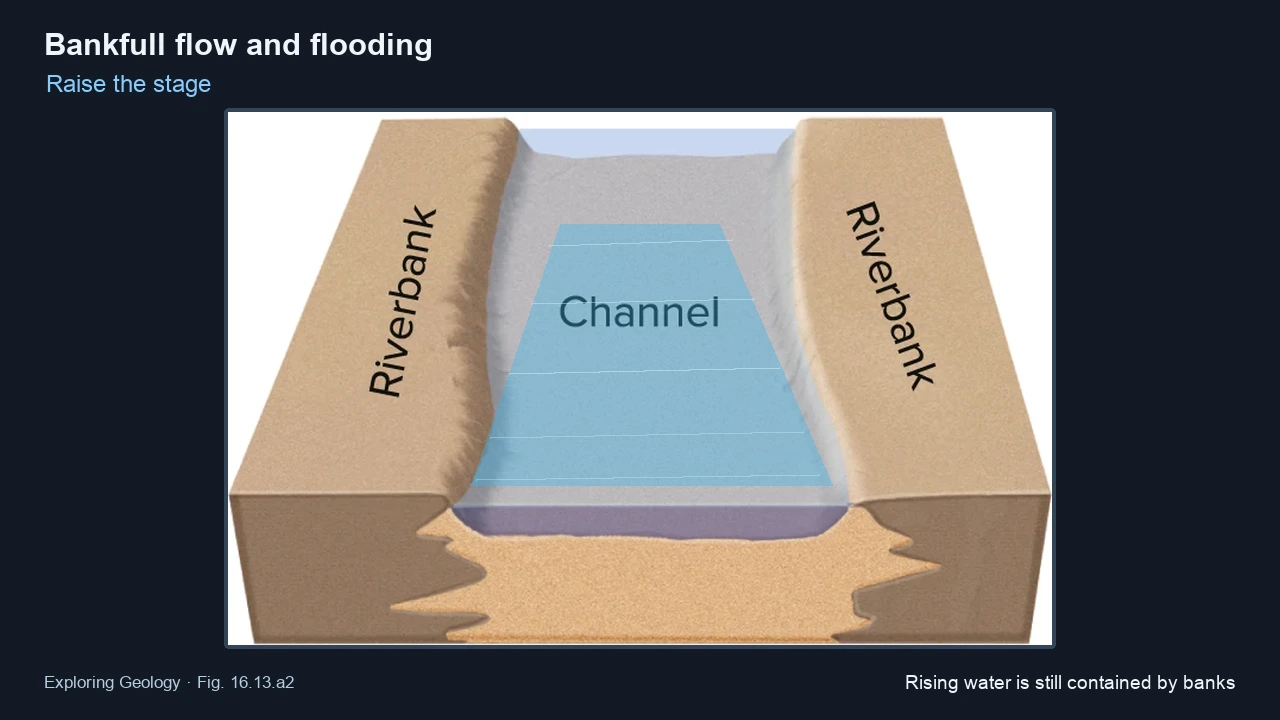 Bankfull flow and flooding
Raise the stage
Riverbank
Channel
Riverbank
Exploring Geology · Fig. 16.13.a2
Rising water is still contained by banks